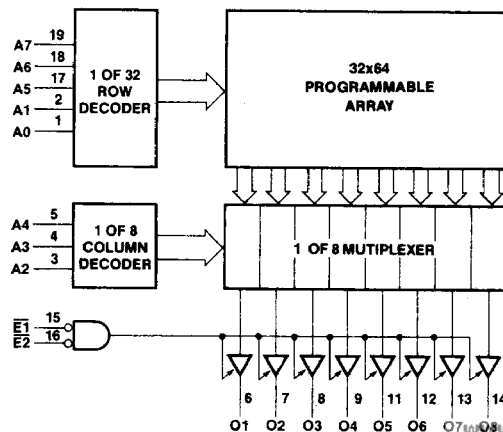 A7 19
A6 18
A5 17
A1 2
A0 1
1 OF 32
ROW
DECODER
32x64
PROGRAMMABLE
ARRAY
A4 5
A3 4
A2 3
1 OF 8
COLUMN
DECODER
1 OF 8 MUTIPLEXER
E1 15
E2 16
6 7 8 9 11 12 13 14
O1 O2 O3 O4 O5 O6 O7 O8